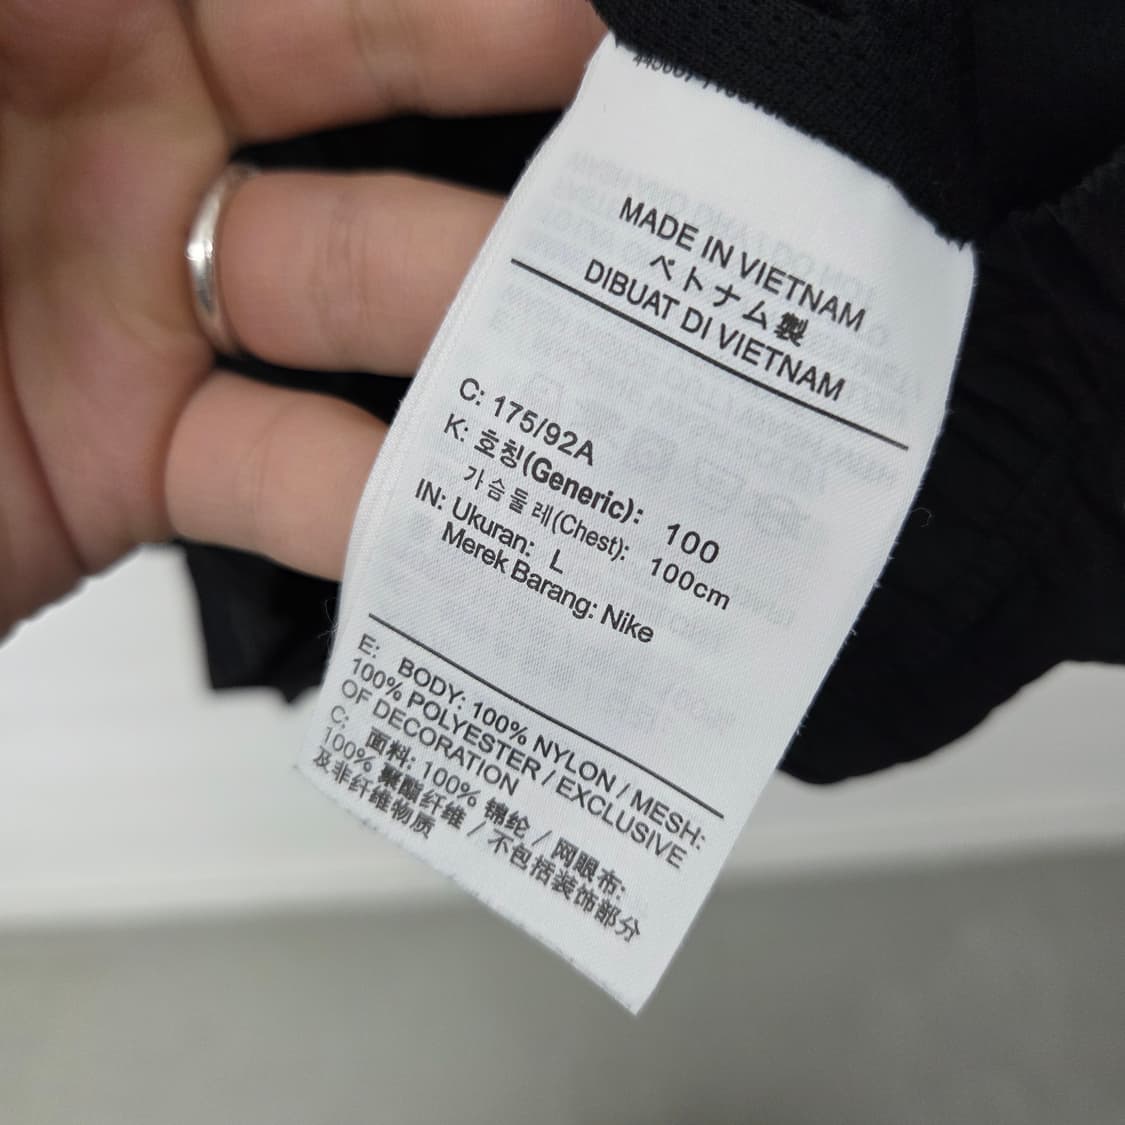 MADE IN VIETNAM
ベトナム製
DIBUAT DI VIETNAM
C: 175/92A
K: 호칭(Generic): 100
가슴둘레(Chest): 100cm
IN: Ukuran: L
Merek Barang: Nike
E: BODY: 100% NYLON / MESH:
100% POLYESTER / EXCLUSIVE
OF DECORATION
C: 面料: 100% 锦纶 / 网眼布:
100% 聚酯纤维 / 不包括装饰部分
及非纤维物质